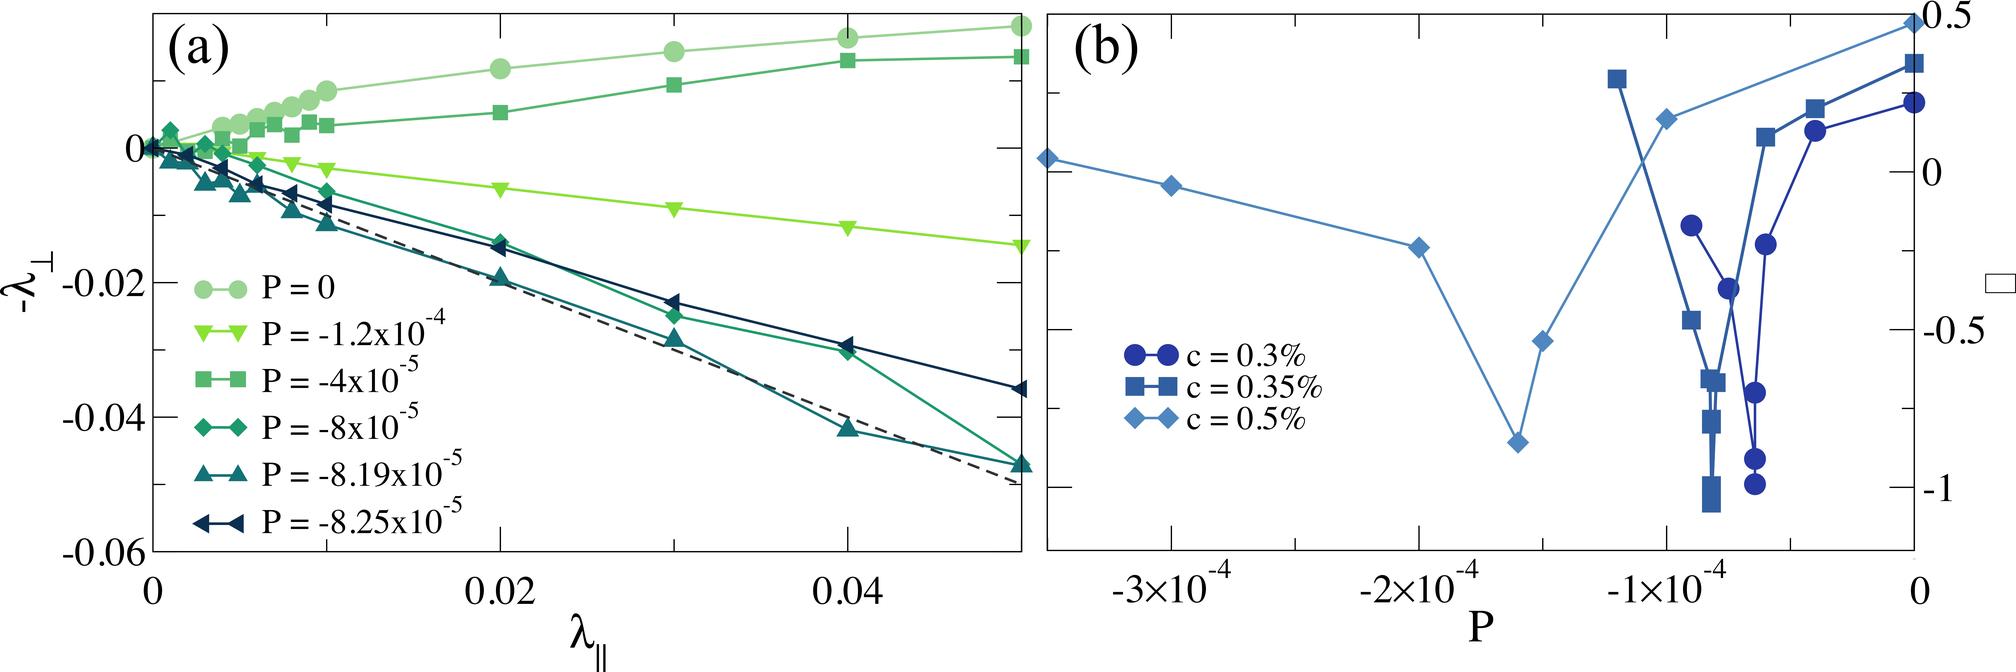 (a)
0
-0.02
-0.04
-0.06
-λ⊥
P = 0
P = -1.2x10^-4
P = -4x10^-5
P = -8x10^-5
P = -8.19x10^-5
P = -8.25x10^-5
0 0.02 0.04
λ||
(b)
0.5
0
-0.5
-1
c = 0.3%
c = 0.35%
c = 0.5%
-3×10^-4 -2×10^-4 -1×10^-4 0
P